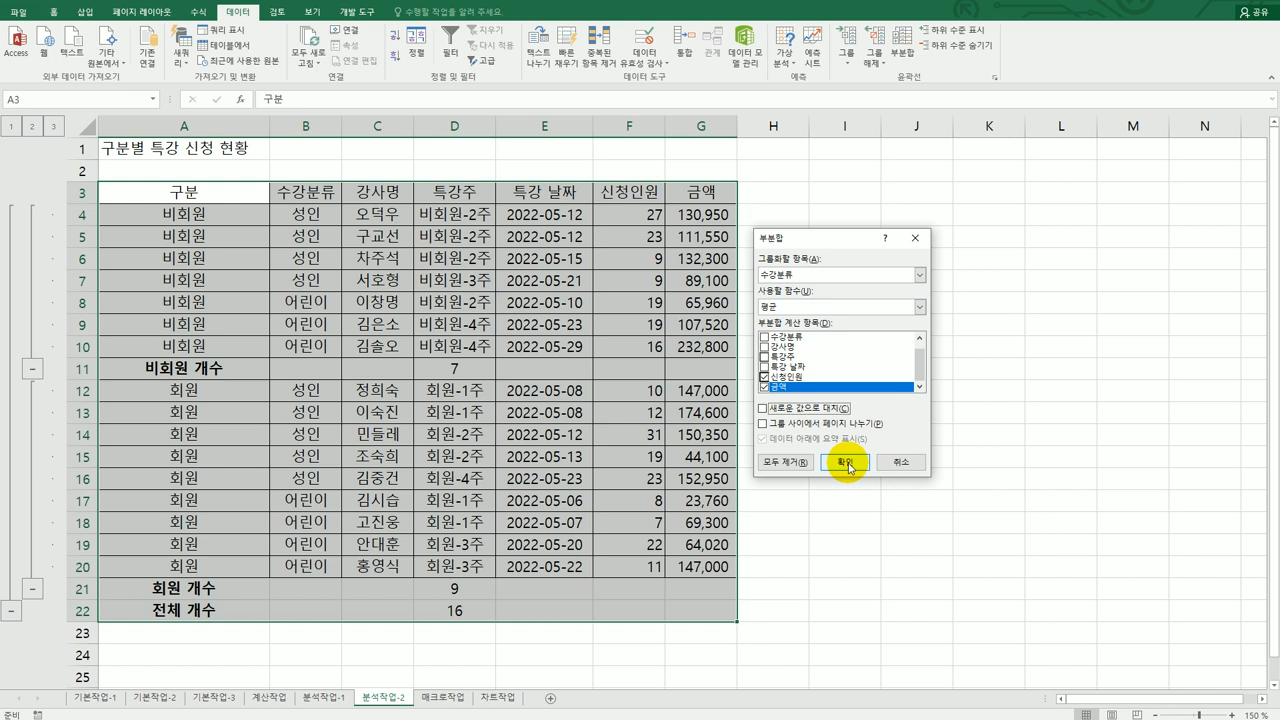 파일 홈 삽입 페이지 레이아웃 수식 데이터 검토 보기 개발 도구 수행할 작업을 알려 주세요. 공유
Access 웹 텍스트 기타 원본에서 기존 연결 새 쿼리 쿼리 표시 테이블에서 최근에 사용한 원본 모두 새로 고침 연결 속성 연결 편집 정렬 필터 지우기 다시 적용 고급 텍스트 나누기 빠른 채우기 중복된 항목 제거 데이터 유효성 검사 통합 관계 데이터 모델 관리 가상 분석 예측 시트 그룹 그룹 해제 부분합 하위 수준 표시 하위 수준 숨기기
외부 데이터 가져오기 가져오기 및 변환 연결 정렬 및 필터 데이터 도구 예측 윤곽선
A3 fx 구분
1 2 3 A B C D E F G H I J K L M N
1 구분별 특강 신청 현황
2
3 구분 수강분류 강사명 특강주 특강 날짜 신청인원 금액
4 비회원 성인 오덕우 비회원-2주 2022-05-12 27 130,950
5 비회원 성인 구교선 비회원-2주 2022-05-12 23 111,550
6 비회원 성인 차주석 비회원-2주 2022-05-15 9 132,300
7 비회원 성인 서호형 비회원-3주 2022-05-21 9 89,100
8 비회원 어린이 이창명 비회원-2주 2022-05-10 19 65,960
9 비회원 어린이 김은소 비회원-4주 2022-05-23 19 107,520
10 비회원 어린이 김솔오 비회원-4주 2022-05-29 16 232,800
11 비회원 개수 7
12 회원 성인 정희숙 회원-1주 2022-05-08 10 147,000
13 회원 성인 이숙진 회원-1주 2022-05-08 12 174,600
14 회원 성인 민들레 회원-2주 2022-05-10 31 150,350
15 회원 성인 조숙희 회원-2주 2022-05-13 19 44,100
16 회원 성인 김중건 회원-4주 2022-05-23 23 152,950
17 회원 어린이 김시습 회원-1주 2022-05-06 8 23,760
18 회원 어린이 고진웅 회원-1주 2022-05-07 7 69,300
19 회원 어린이 안대훈 회원-3주 2022-05-20 22 64,020
20 회원 어린이 홍영식 회원-3주 2022-05-22 11 147,000
21 회원 개수 9
22 전체 개수 16
23
24
25
부분합 ?
그룹화할 항목(A):
수강분류
사용할 함수(U):
평균
부분합 계산 항목(D):
수강분류
강사명
특강주
특강 날짜
신청인원
금액
새로운 값으로 대치(C)
그룹 사이에서 페이지 나누기(P)
데이터 아래에 요약 표시(S)
모두 제거(R) 확인 취소
기본작업-1 기본작업-2 기본작업-3 계산작업 분석작업-1 분석작업-2 매크로작업 차트작업
준비 150 %